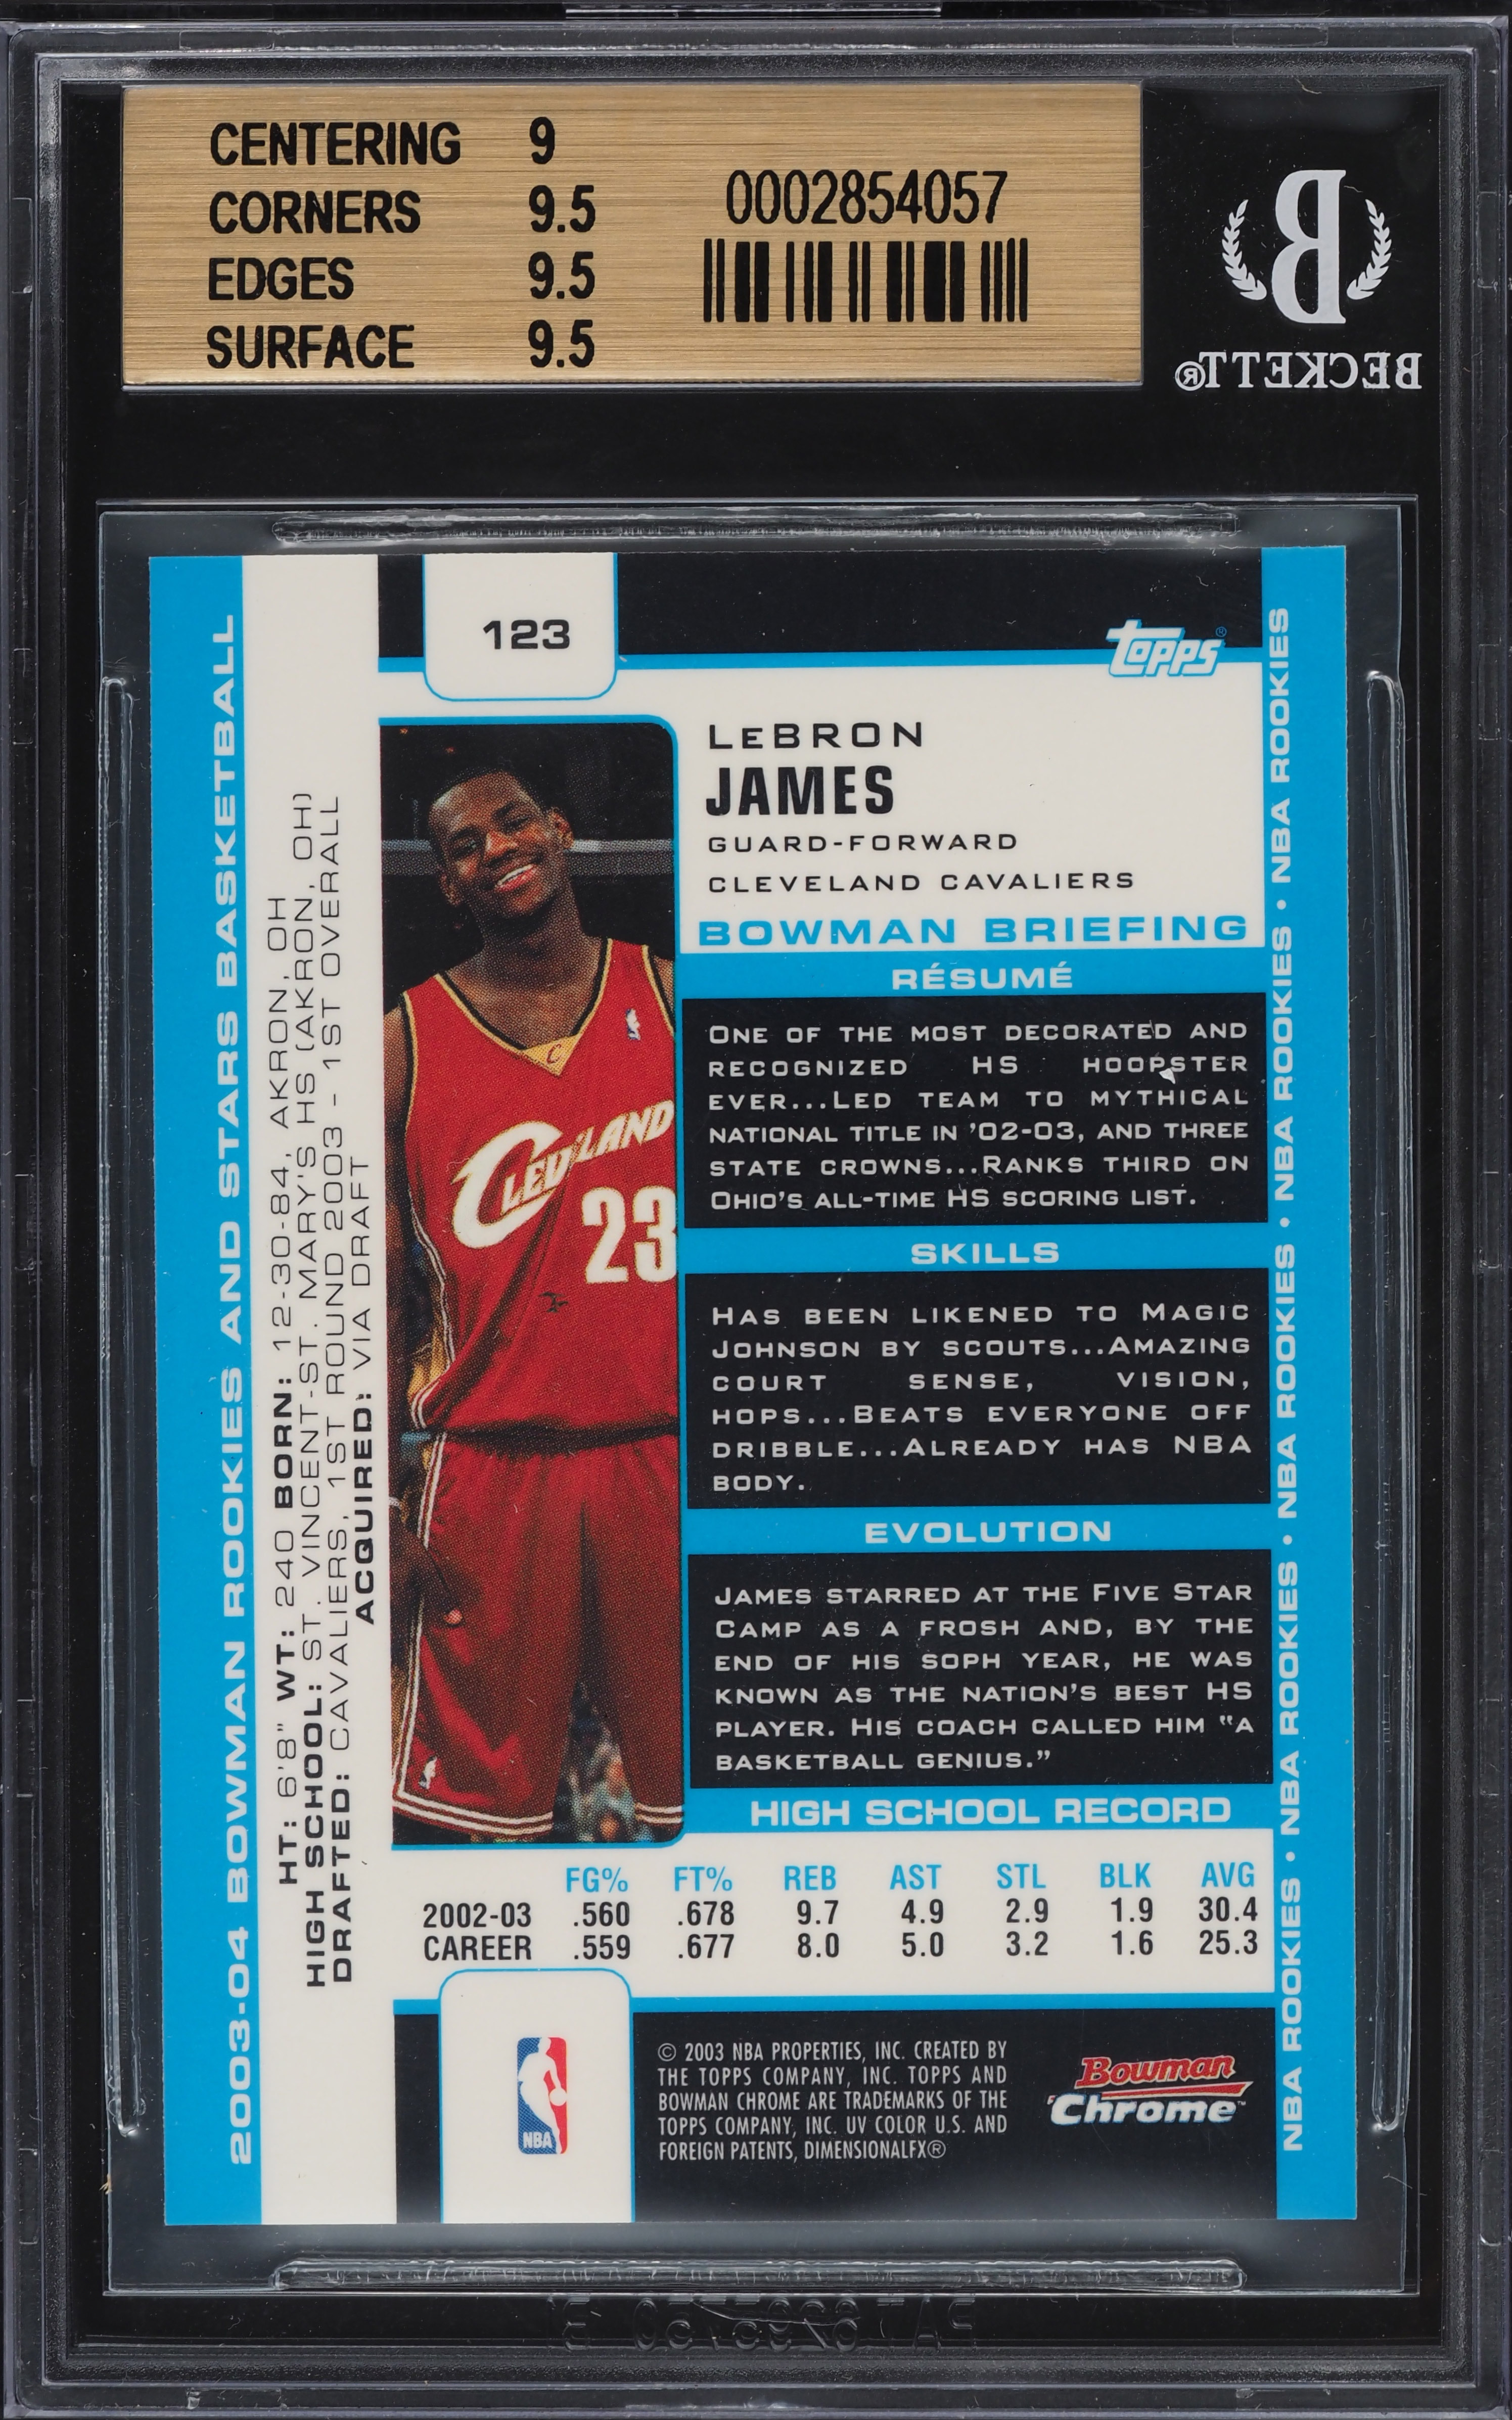 CENTERING 9
CORNERS 9.5
EDGES 9.5
SURFACE 9.5
0002854057
B
BECKETT®
2003-04 BOWMAN ROOKIES AND STARS BASKETBALL
HT: 6'8" WT: 240 BORN: 12-30-84, AKRON, OH
HIGH SCHOOL: ST. VINCENT-ST. MARY'S HS (AKRON, OH)
DRAFTED: CAVALIERS, 1ST ROUND 2003 - 1ST OVERALL
ACQUIRED: VIA DRAFT
123
Topps®
LeBRON
JAMES
GUARD-FORWARD
CLEVELAND CAVALIERS
BOWMAN BRIEFING
RÉSUMÉ
ONE OF THE MOST DECORATED AND
RECOGNIZED HS HOOPSTER
EVER...LED TEAM TO MYTHICAL
NATIONAL TITLE IN '02-03, AND THREE
STATE CROWNS...RANKS THIRD ON
OHIO'S ALL-TIME HS SCORING LIST.
SKILLS
HAS BEEN LIKENED TO MAGIC
JOHNSON BY SCOUTS...AMAZING
COURT SENSE, VISION,
HOPS...BEATS EVERYONE OFF
DRIBBLE...ALREADY HAS NBA
BODY.
EVOLUTION
JAMES STARRED AT THE FIVE STAR
CAMP AS A FROSH AND, BY THE
END OF HIS SOPH YEAR, HE WAS
KNOWN AS THE NATION'S BEST HS
PLAYER. HIS COACH CALLED HIM "A
BASKETBALL GENIUS."
C
CLEVELAND
23
HIGH SCHOOL RECORD
FG% FT% REB AST STL BLK AVG
2002-03 .560 .678 9.7 4.9 2.9 1.9 30.4
CAREER .559 .677 8.0 5.0 3.2 1.6 25.3
NBA
© 2003 NBA PROPERTIES, INC. CREATED BY
THE TOPPS COMPANY, INC. TOPPS AND
BOWMAN CHROME ARE TRADEMARKS OF THE
TOPPS COMPANY, INC. UV COLOR U.S. AND
FOREIGN PATENTS, DIMENSIONALFX®
Bowman
Chrome™
NBA ROOKIES • NBA ROOKIES • NBA ROOKIES • NBA ROOKIES • NBA ROOKIES